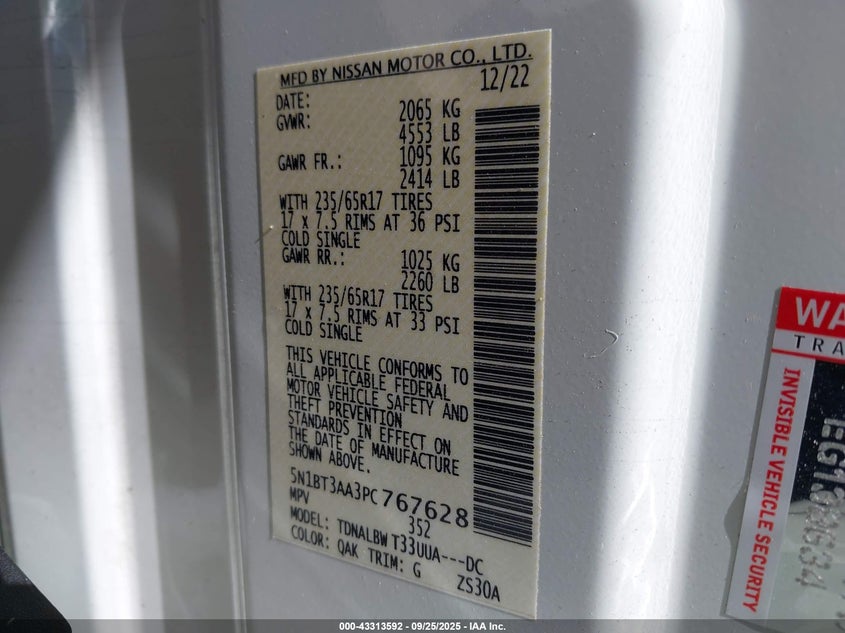 MFD BY NISSAN MOTOR CO., LTD.
DATE: 12/22
GVWR: 2065 KG
4553 LB
GAWR FR.: 1095 KG
2414 LB
WITH 235/65R17 TIRES
17 x 7.5 RIMS AT 36 PSI
COLD SINGLE
GAWR RR.: 1025 KG
2260 LB
WITH 235/65R17 TIRES
17 x 7.5 RIMS AT 33 PSI
COLD SINGLE
THIS VEHICLE CONFORMS TO
ALL APPLICABLE FEDERAL
MOTOR VEHICLE SAFETY AND
THEFT PREVENTION
STANDARDS IN EFFECT ON
THE DATE OF MANUFACTURE
SHOWN ABOVE.
5N1BT3AA3PC767628
MPV 352
MODEL: TDNALBW T33UUA---DC
COLOR: QAK TRIM: G ZS30A
WA
TRA
INVISIBLE VEHICLE SECURITY
000-43313592 - 09/25/2025 - IAA Inc.